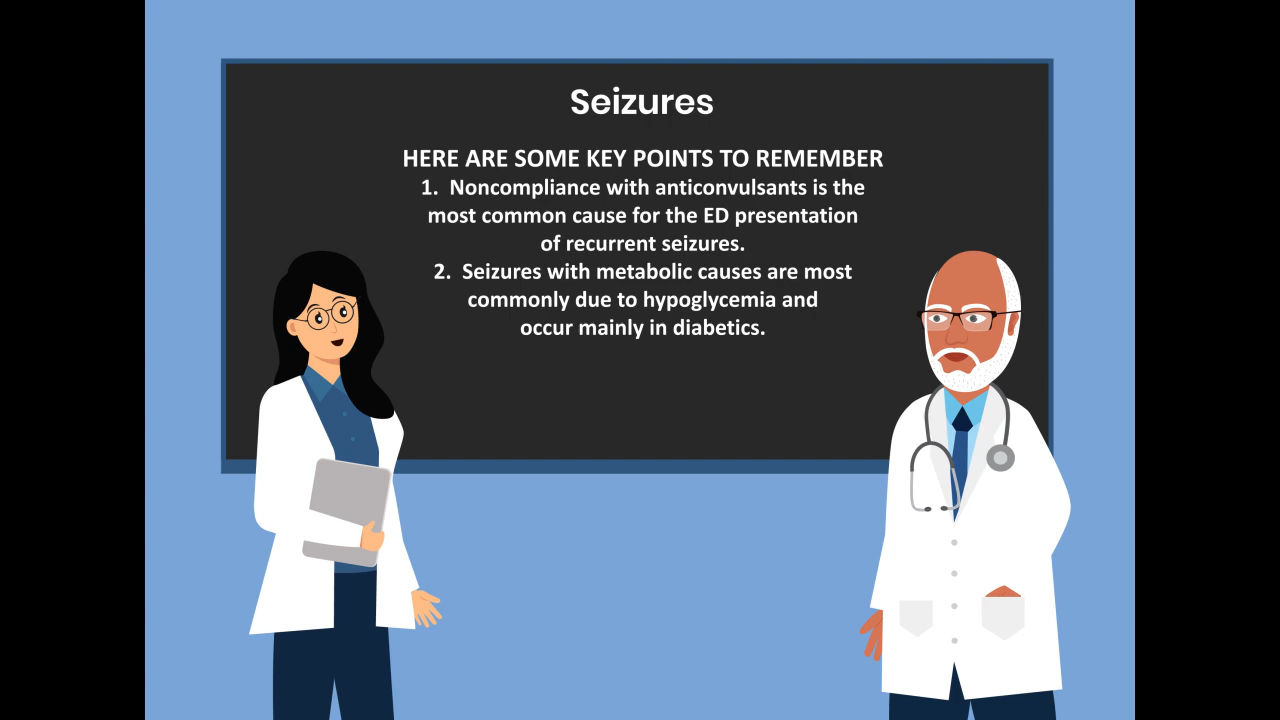 Seizures
HERE ARE SOME KEY POINTS TO REMEMBER
1. Noncompliance with anticonvulsants is the
most common cause for the ED presentation
of recurrent seizures.
2. Seizures with metabolic causes are most
commonly due to hypoglycemia and
occur mainly in diabetics.